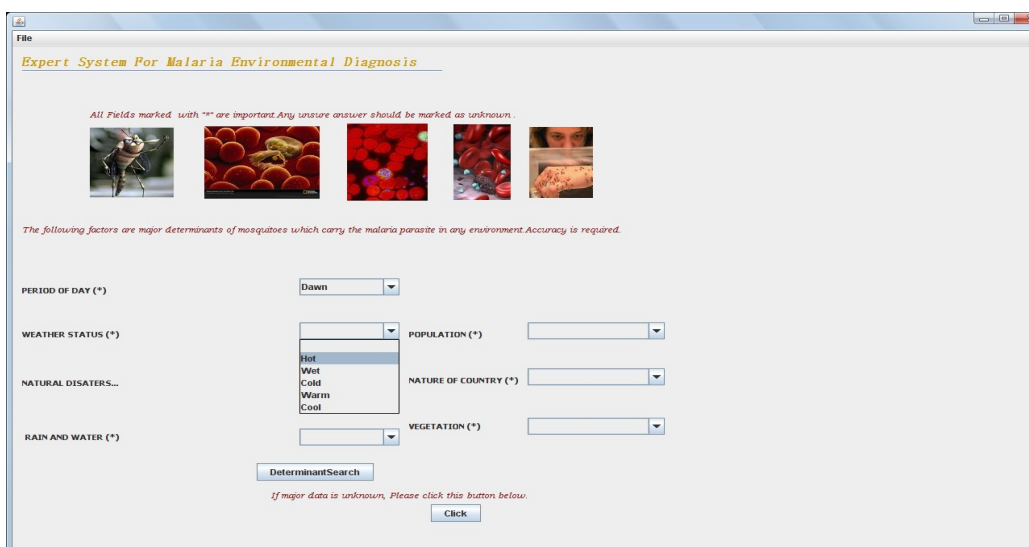 File
Expert System For Malaria Environmental Diagnosis
All Fields marked with "*" are important.Any unsure answer should be marked as unknown .
The following factors are major determinants of mosquitoes which carry the malaria parasite in any environment.Accuracy is required.
PERIOD OF DAY (*)
Dawn
WEATHER STATUS (*)
POPULATION (*)
Hot
Wet
Cold
Warm
Cool
NATURAL DISATERS...
NATURE OF COUNTRY (*)
RAIN AND WATER (*)
VEGETATION (*)
DeterminantSearch
If major data is unknown, Please click this button below.
Click